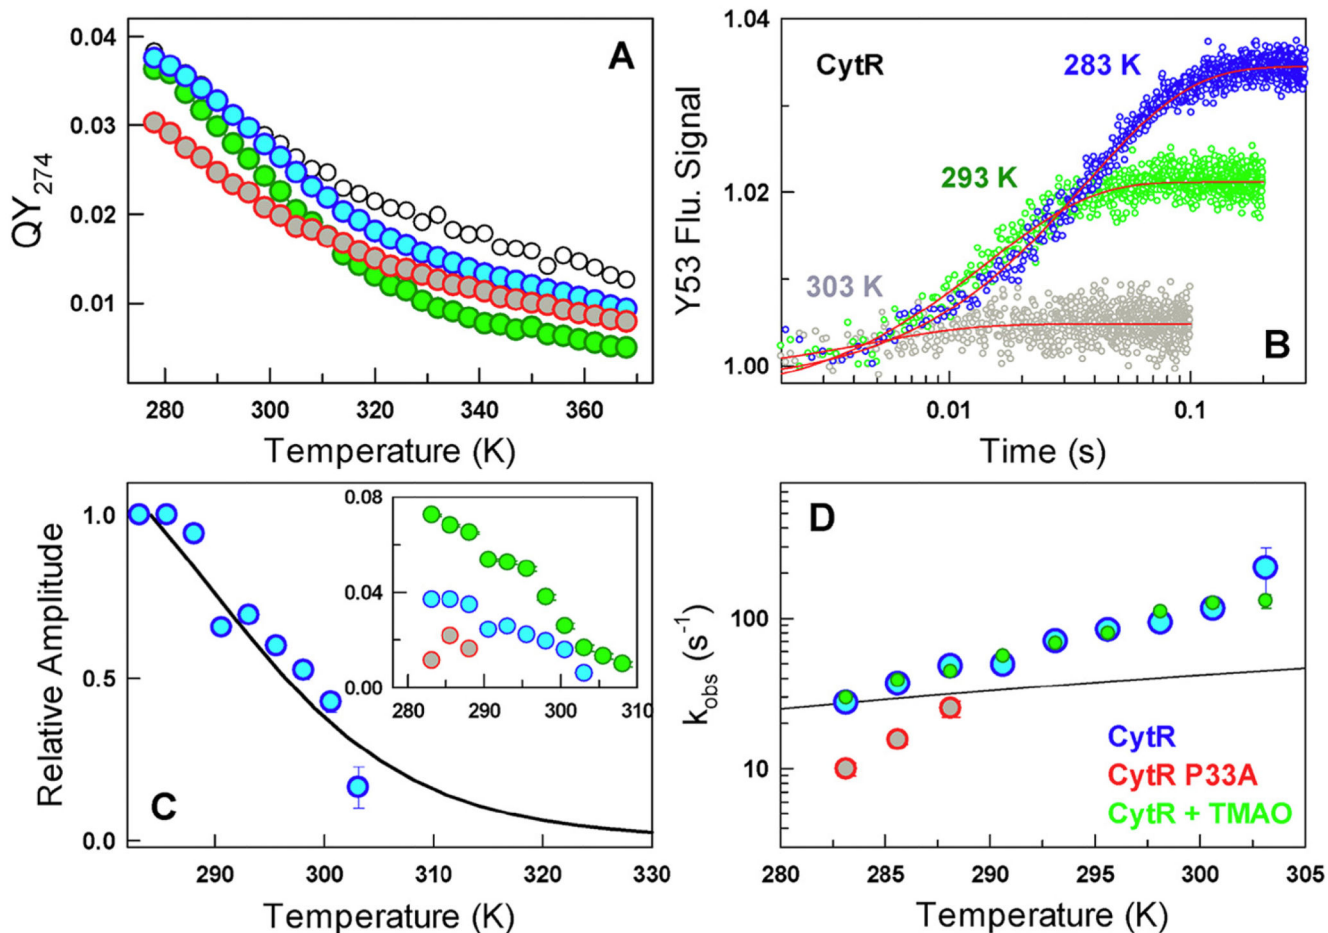 A
0.04
0.03
0.02
0.01
QY274
280 300 320 340 360
Temperature (K)
B
1.04
1.02
1.00
Y53 Flu. Signal
CytR
283 K
293 K
303 K
0.01 0.1
Time (s)
C
1.0
0.5
0.0
Relative Amplitude
0.08
0.04
0.00
280 290 300 310
290 300 310 320 330
Temperature (K)
D
100
10
kobs (s-1)
CytR
CytR P33A
CytR + TMAO
280 285 290 295 300 305
Temperature (K)